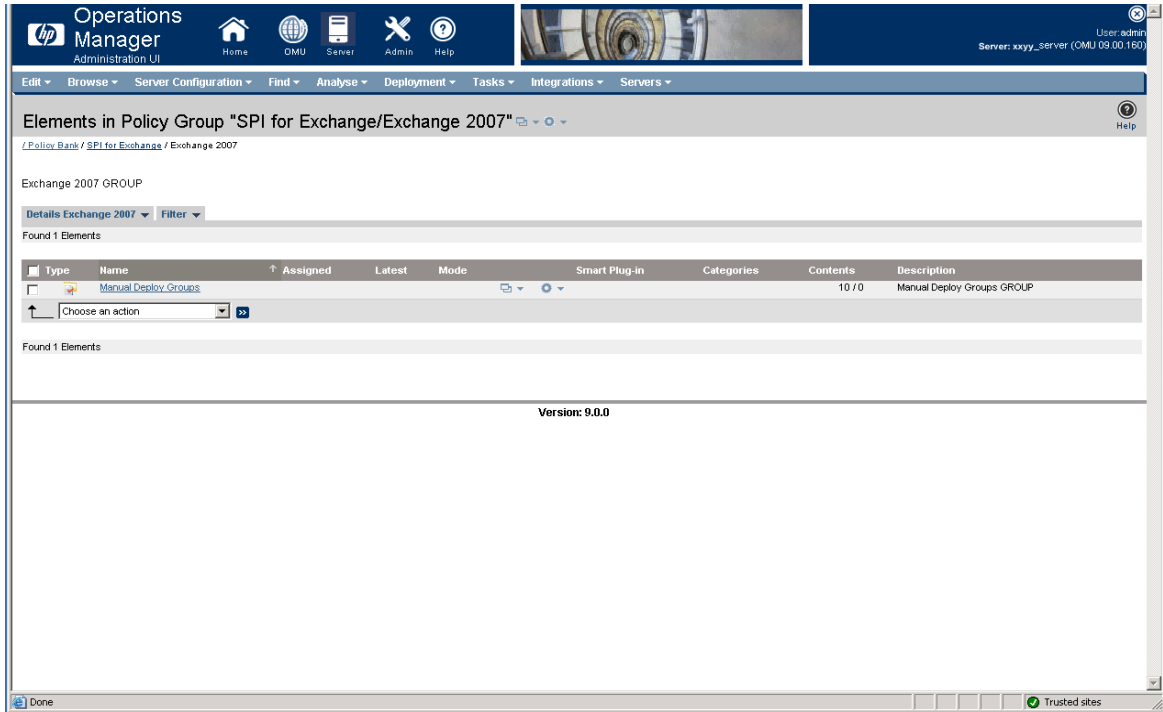 hp
Operations
Manager
Administration UI
Home
OMU
Server
Admin
Help
User:admin
Server: xxyy_server (OMU 09.00.160)
Edit Browse Server Configuration Find Analyse Deployment Tasks Integrations Servers
Elements in Policy Group "SPI for Exchange/Exchange 2007"
Help
/ Policy Bank / SPI for Exchange / Exchange 2007
Exchange 2007 GROUP
Details Exchange 2007 Filter
Found 1 Elements
Type Name Assigned Latest Mode Smart Plug-in Categories Contents Description
Manual Deploy Groups 10 / 0 Manual Deploy Groups GROUP
Choose an action
Found 1 Elements
Version: 9.0.0
Done Trusted sites